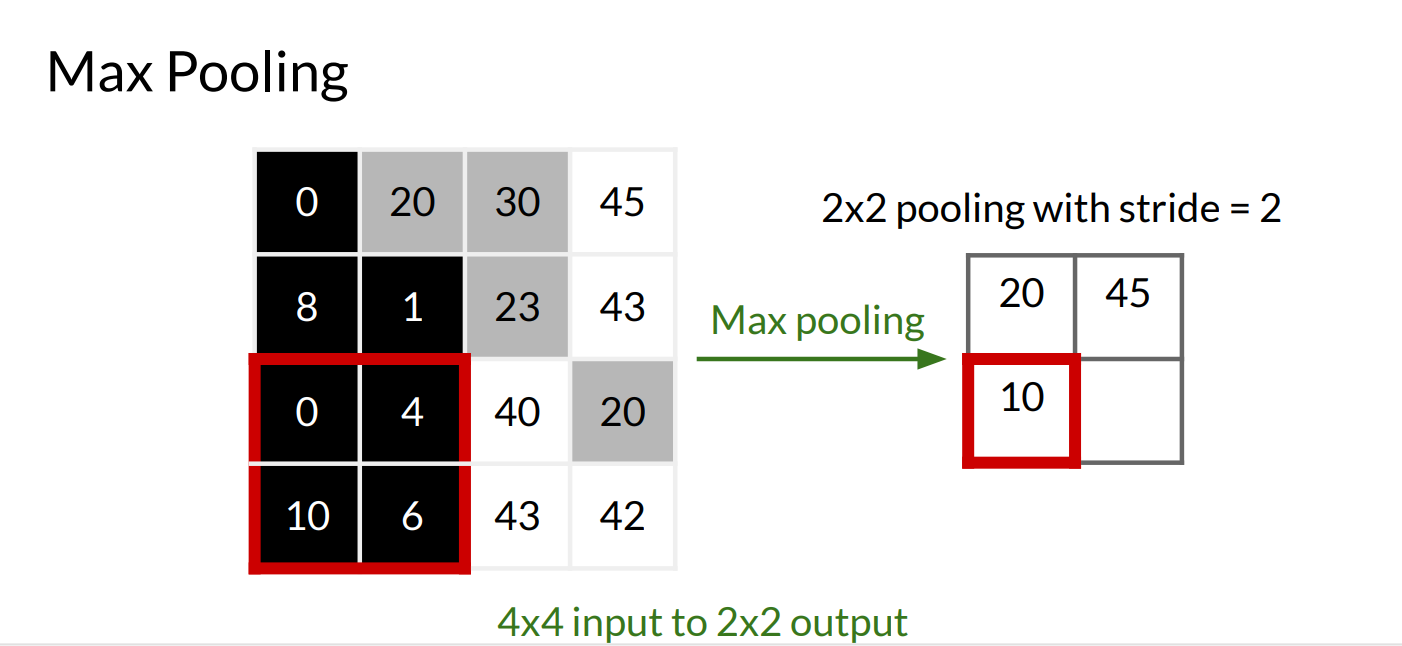 Max Pooling
0 20 30 45
8 1 23 43
0 4 40 20
10 6 43 42
Max pooling
2x2 pooling with stride = 2
20 45
10
4x4 input to 2x2 output